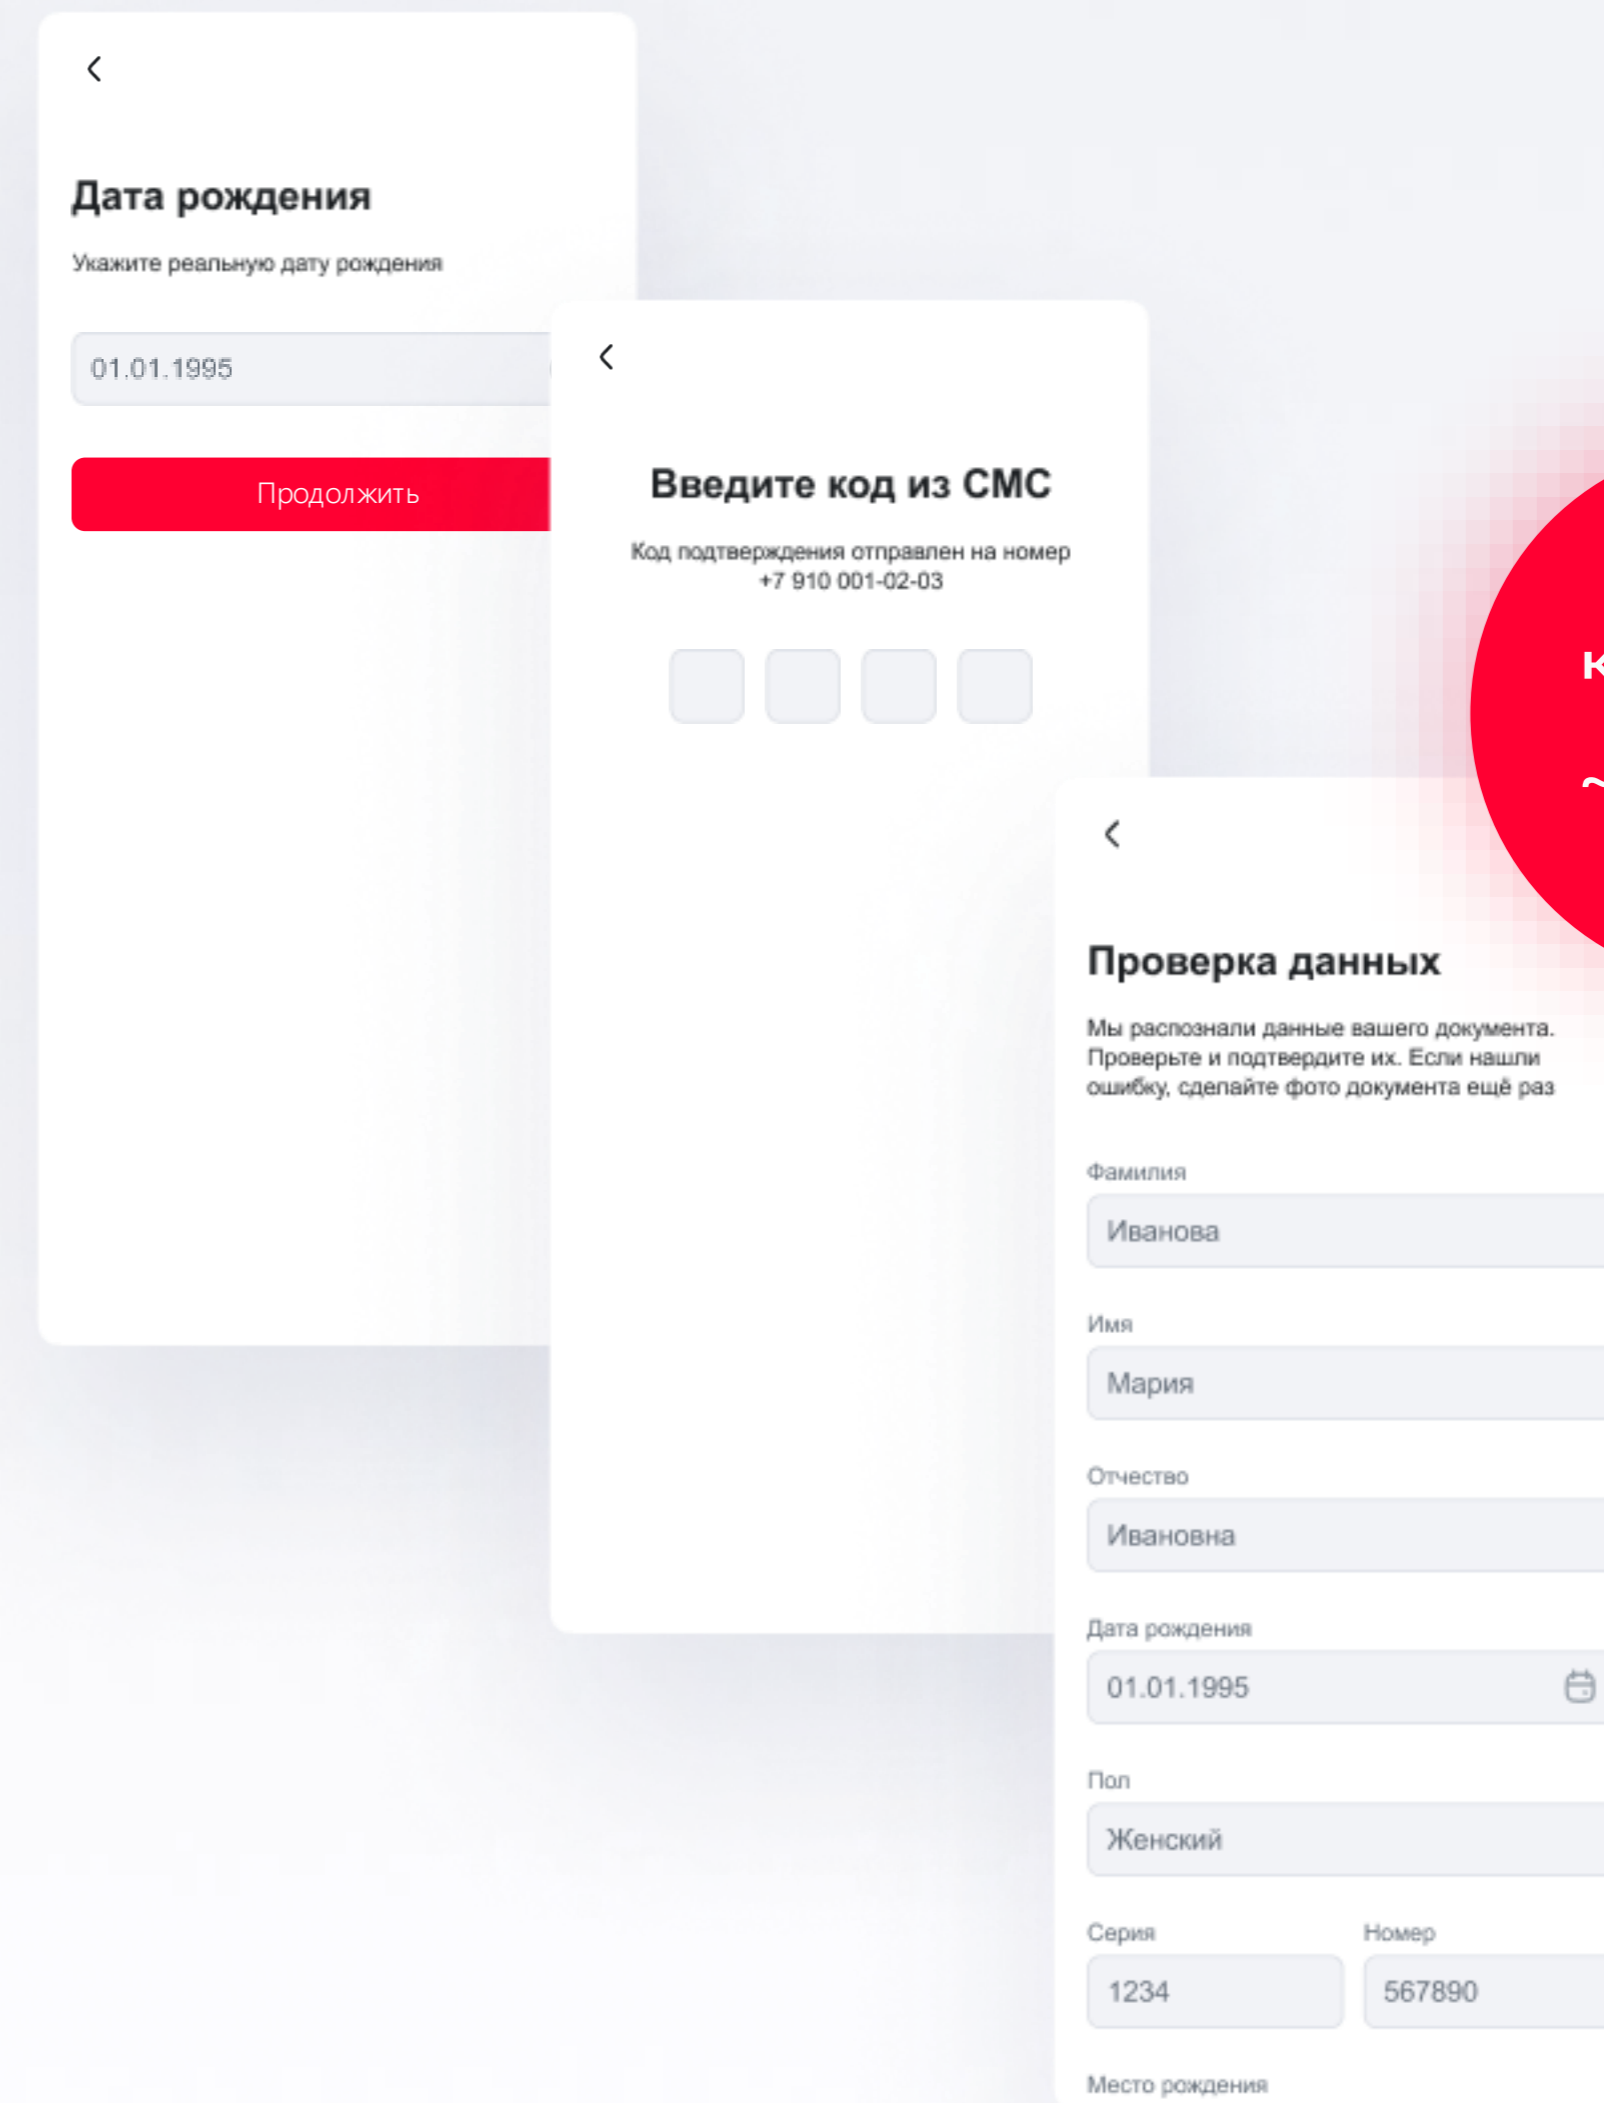 Дата рождения
Укажите реальную дату рождения
01.01.1995
Продолжить
Введите код из СМС
Код подтверждения отправлен на номер
+7 910 001-02-03
к
~
Проверка данных
Мы распознали данные вашего документа.
Проверьте и подтвердите их. Если нашли
ошибку, сделайте фото документа ещё раз
Фамилия
Иванова
Имя
Мария
Отчество
Ивановна
Дата рождения
01.01.1995
Пол
Женский
Серия
Номер
1234
567890
Место рождения